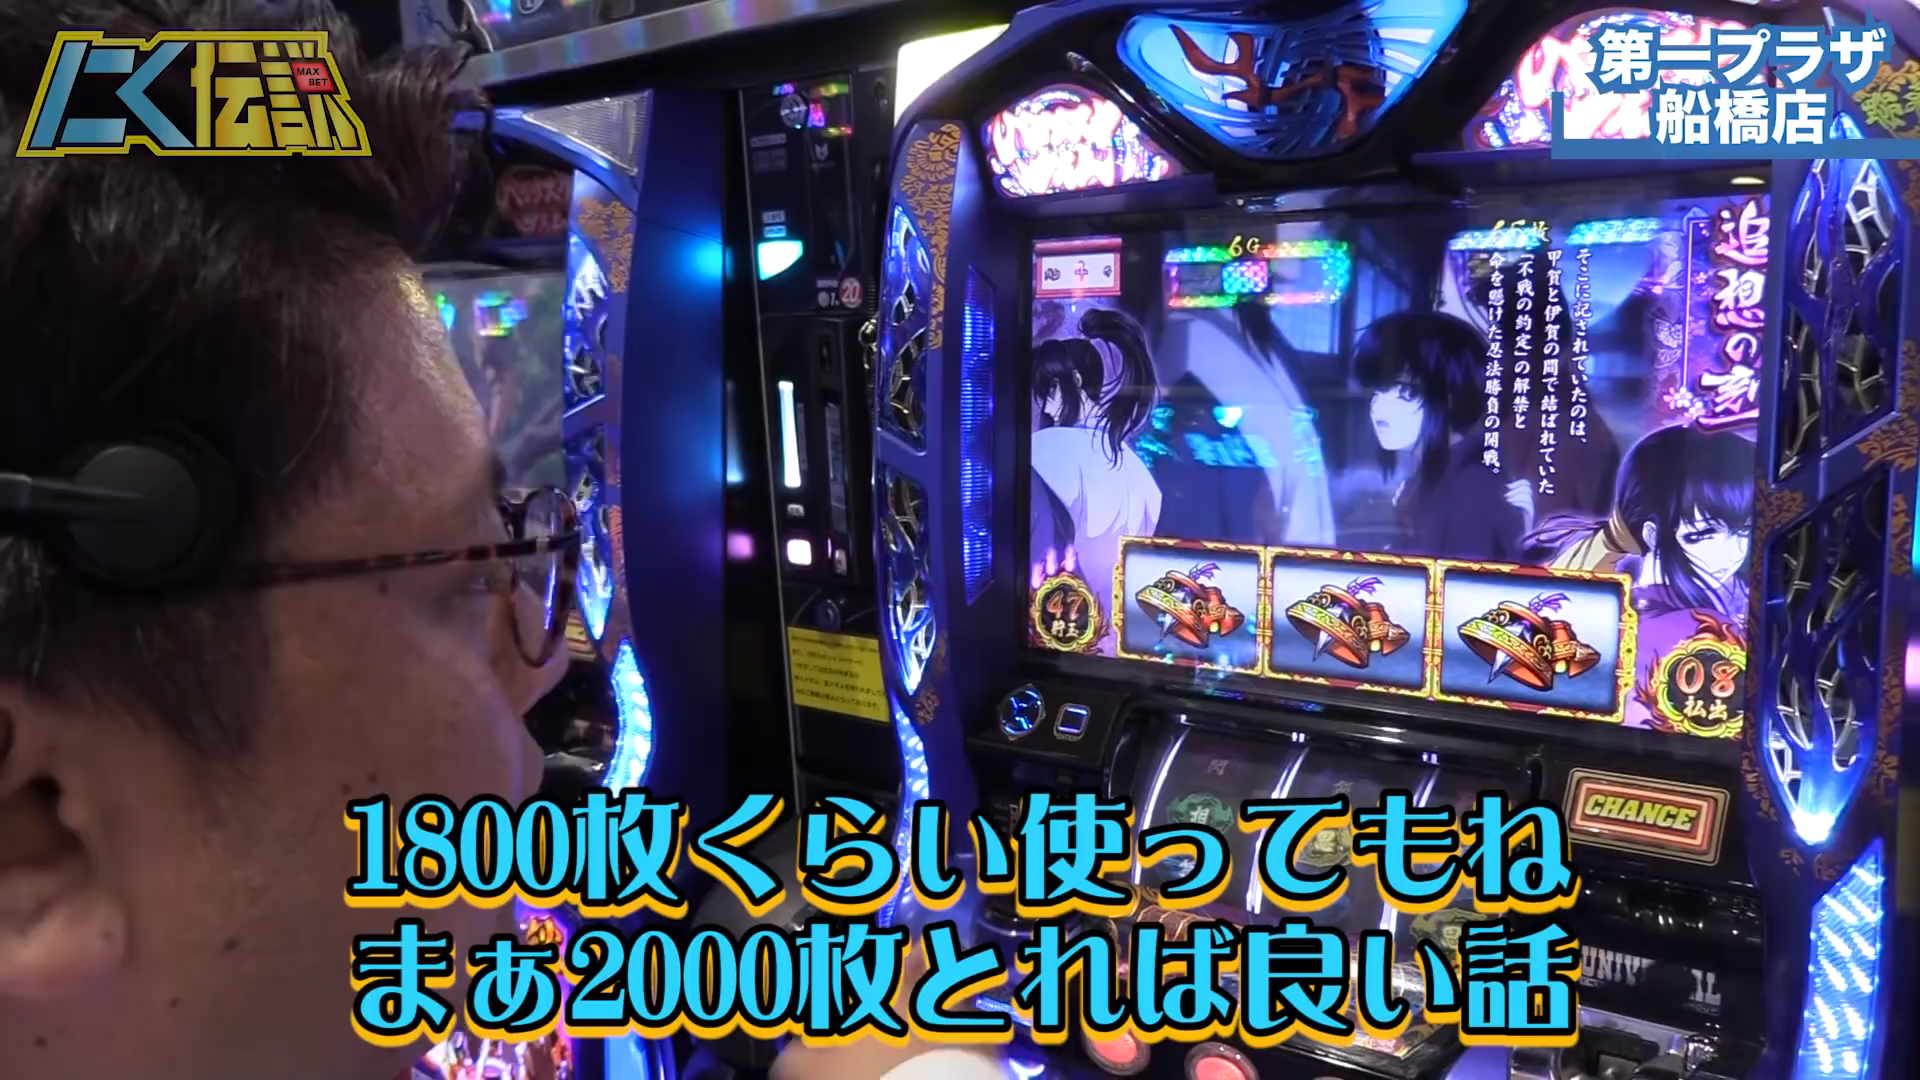 にく伝説
MAX
BET
第一プラザ
船橋店
追想の刻
そこに記されていたのは、
甲賀と伊賀の間で結ばれていた
「不戦の約定」の解禁と
命を懸けた忍法勝負の開戦。
6G
20
47
貯玉
08
払出
CHANCE
1800枚くらい使ってもね
まぁ2000枚とれば良い話